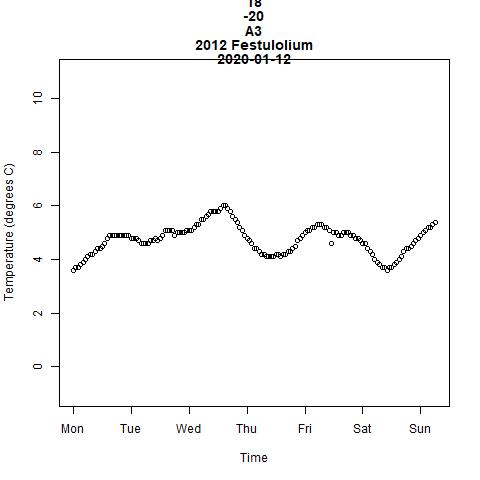 18
-20
A3
2012 Festulolium
2020-01-12
10
8
6
4
2
0
Temperature (degrees C)
Mon Tue Wed Thu Fri Sat Sun
Time